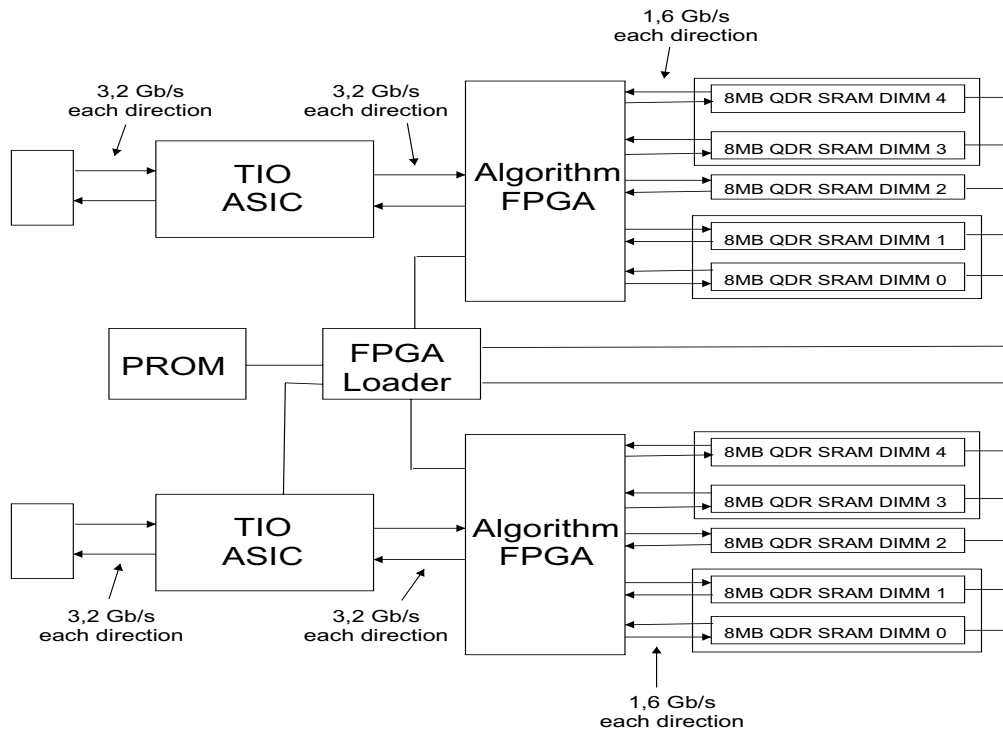 1,6 Gb/s
each direction
3,2 Gb/s
each direction
3,2 Gb/s
each direction
TIO
ASIC
Algorithm
FPGA
8MB QDR SRAM DIMM 4
8MB QDR SRAM DIMM 3
8MB QDR SRAM DIMM 2
8MB QDR SRAM DIMM 1
8MB QDR SRAM DIMM 0
PROM
FPGA
Loader
TIO
ASIC
Algorithm
FPGA
8MB QDR SRAM DIMM 4
8MB QDR SRAM DIMM 3
8MB QDR SRAM DIMM 2
8MB QDR SRAM DIMM 1
8MB QDR SRAM DIMM 0
3,2 Gb/s
each direction
3,2 Gb/s
each direction
1,6 Gb/s
each direction